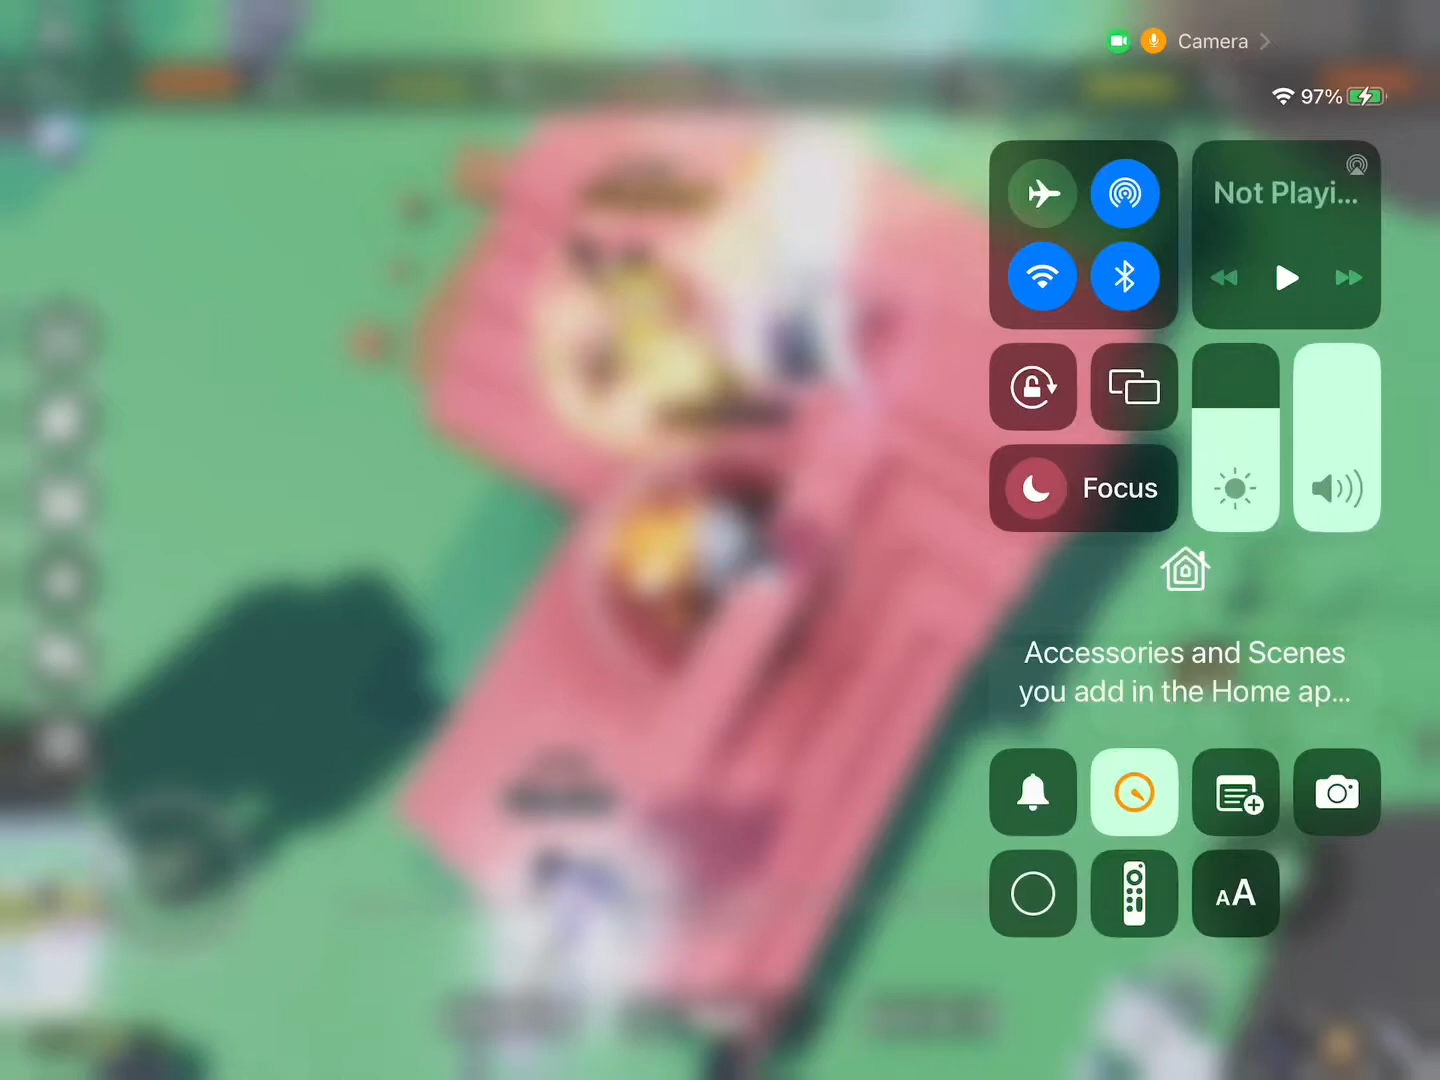 Camera
97%
Not Playi...
Focus
Accessories and Scenes
you add in the Home ap...
AA